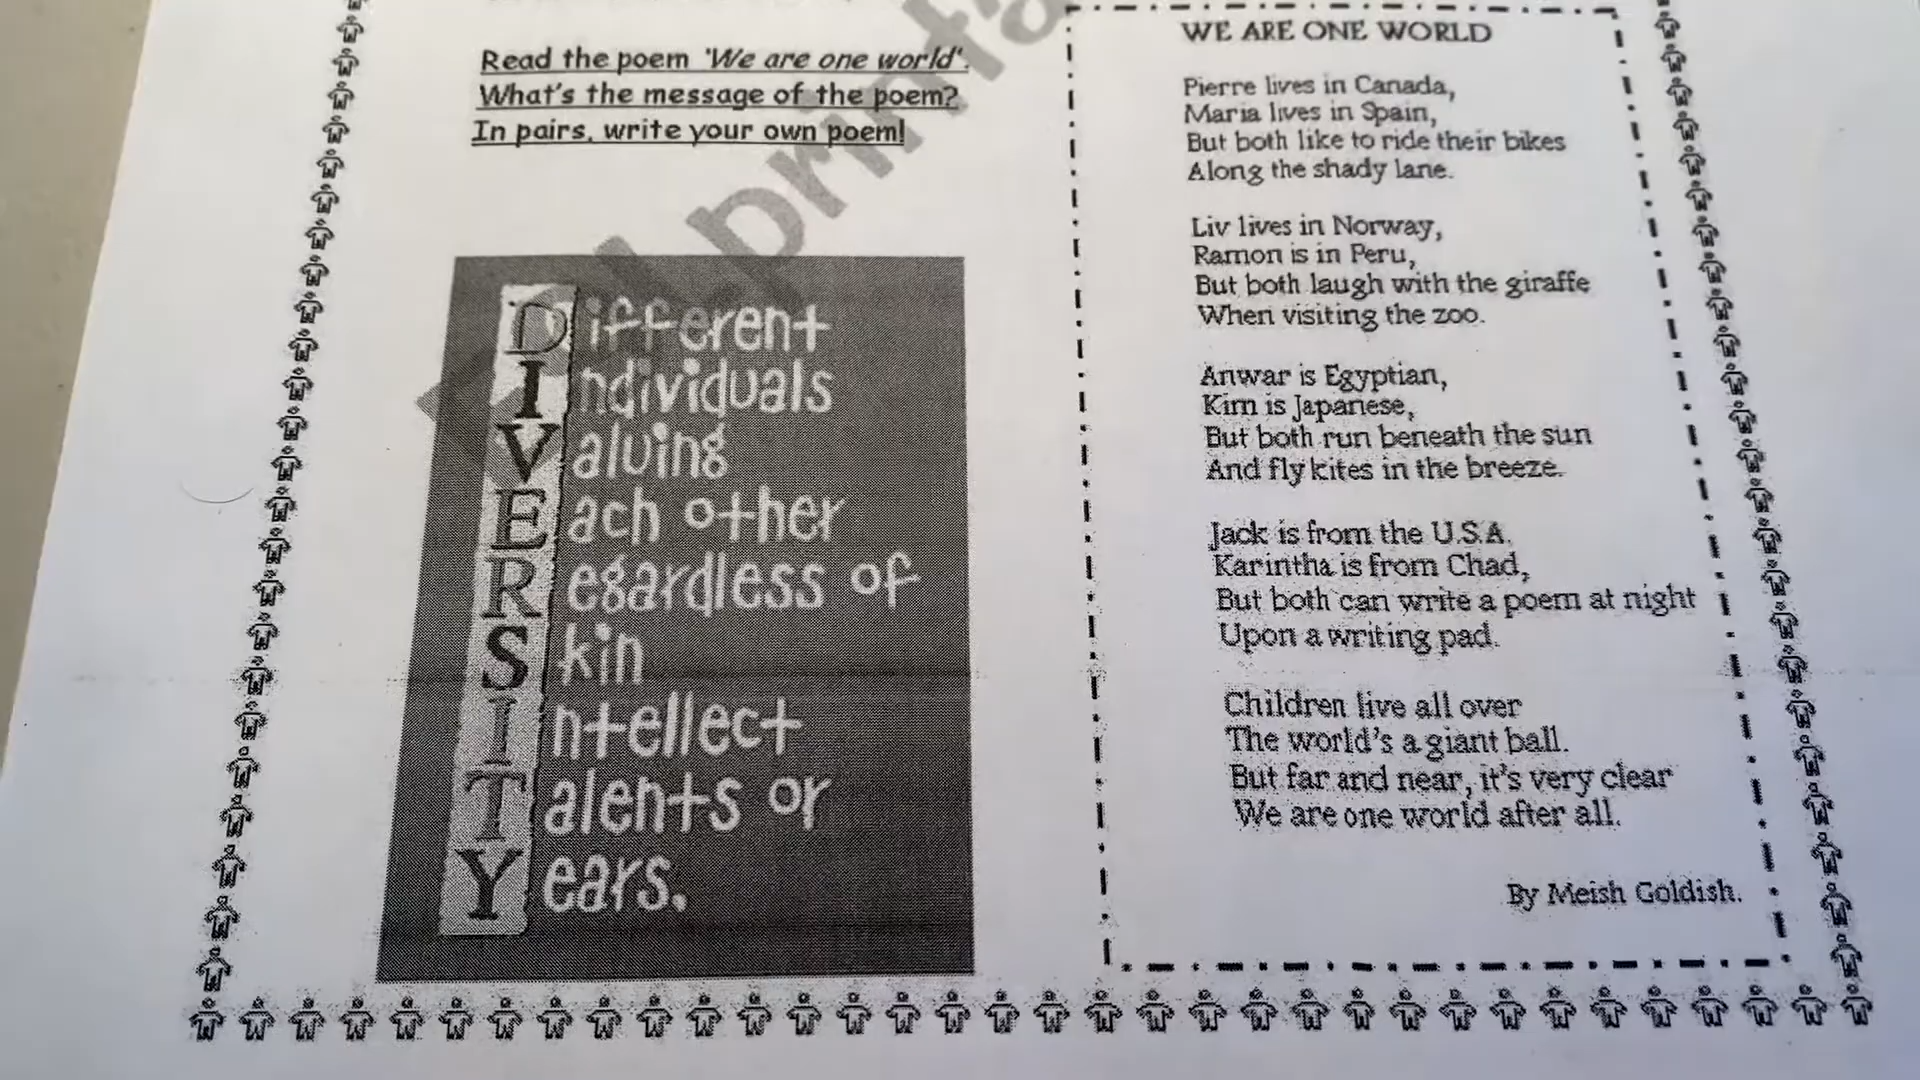 Read the poem 'We are one world'.
What's the message of the poem?
In pairs, write your own poem!
Different
Individuals
Valuing
Each other
Regardless of
Skin
Intellect
Talents or
Years.
WE ARE ONE WORLD
Pierre lives in Canada,
Maria lives in Spain,
But both like to ride their bikes
Along the shady lane.
Liv lives in Norway,
Ramon is in Peru,
But both laugh with the giraffe
When visiting the zoo.
Anwar is Egyptian,
Kim is Japanese,
But both run beneath the sun
And fly kites in the breeze.
Jack is from the U.S.A.
Karintha is from Chad,
But both can write a poem at night
Upon a writing pad.
Children live all over
The world's a giant ball.
But far and near, it's very clear
We are one world after all.
By Meish Goldish.